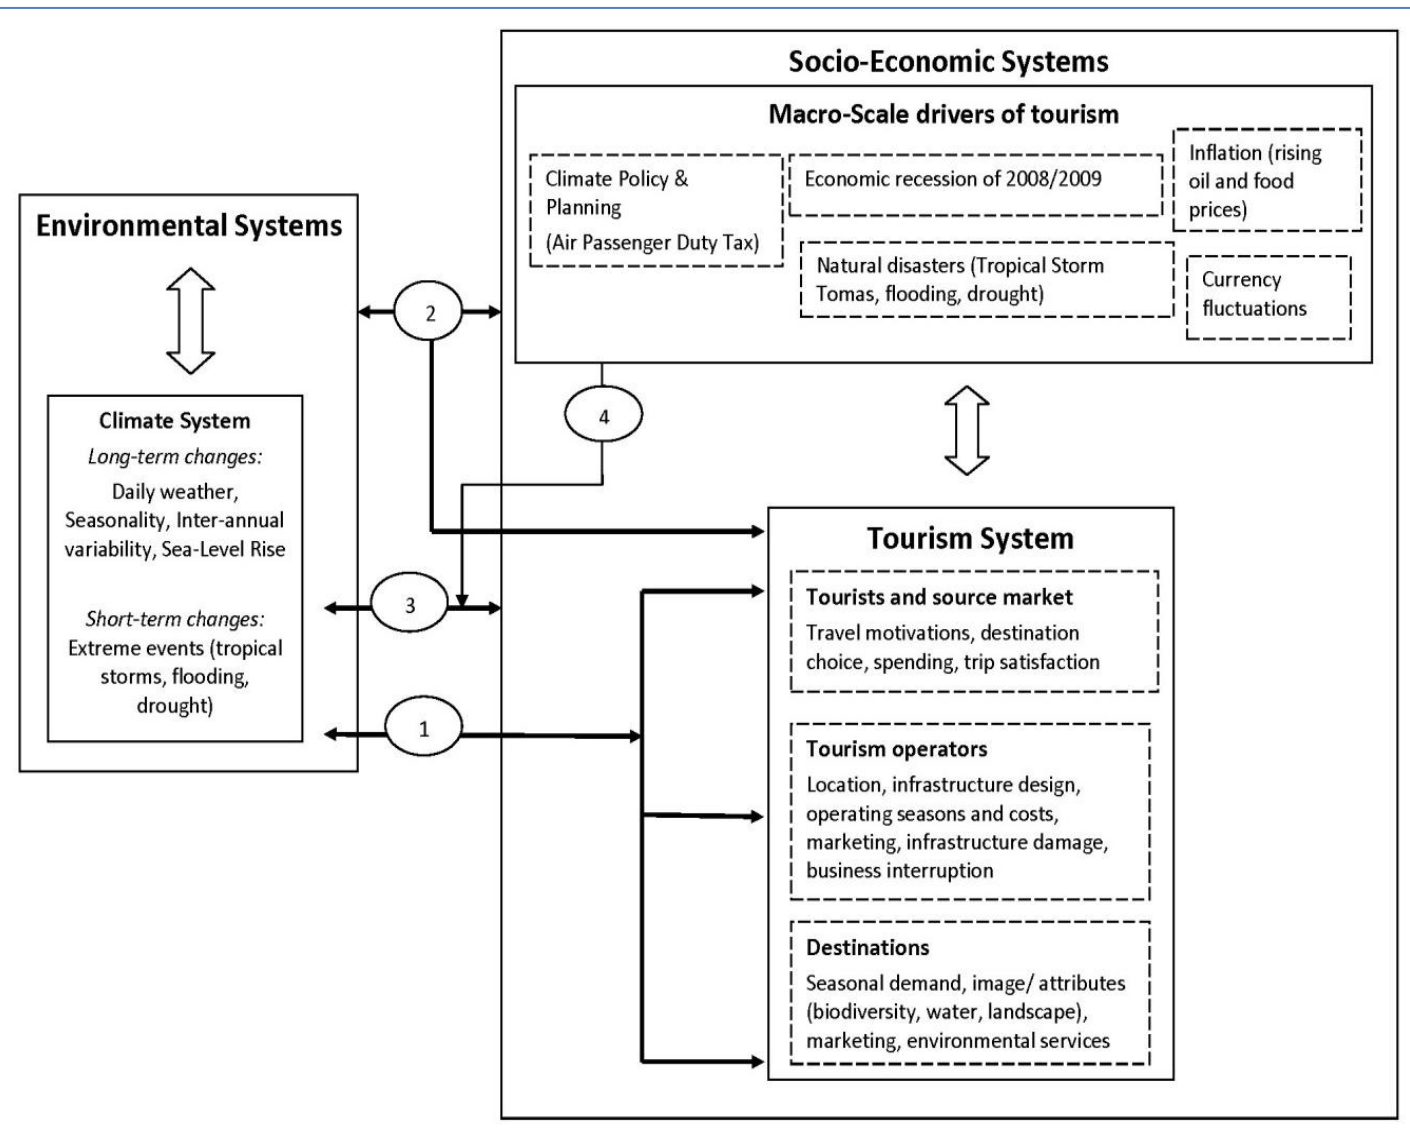 Socio-Economic Systems
Macro-Scale drivers of tourism
Climate Policy &
Planning
(Air Passenger Duty Tax)
Economic recession of 2008/2009
Inflation (rising
oil and food
prices)
Natural disasters (Tropical Storm
Tomas, flooding, drought)
Currency
fluctuations
Environmental Systems
Climate System
Long-term changes:
Daily weather,
Seasonality, Inter-annual
variability, Sea-Level Rise
Short-term changes:
Extreme events (tropical
storms, flooding,
drought)
2
4
3
1
Tourism System
Tourists and source market
Travel motivations, destination
choice, spending, trip satisfaction
Tourism operators
Location, infrastructure design,
operating seasons and costs,
marketing, infrastructure damage,
business interruption
Destinations
Seasonal demand, image/ attributes
(biodiversity, water, landscape),
marketing, environmental services